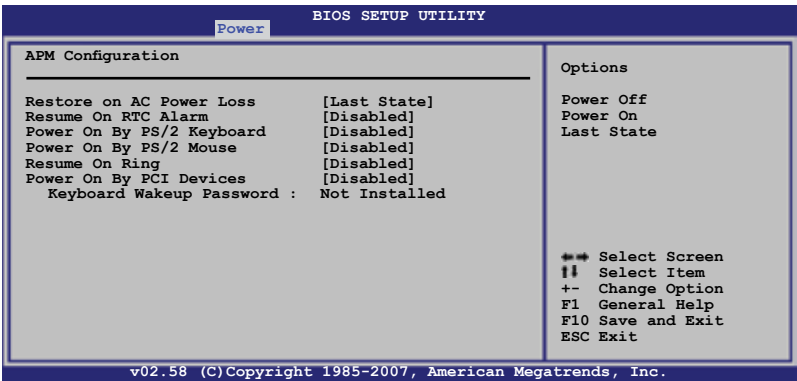 BIOS SETUP UTILITY
Power
APM Configuration
Restore on AC Power Loss [Last State]
Resume On RTC Alarm [Disabled]
Power On By PS/2 Keyboard [Disabled]
Power On By PS/2 Mouse [Disabled]
Resume On Ring [Disabled]
Power On By PCI Devices [Disabled]
Keyboard Wakeup Password : Not Installed
Options
Power Off
Power On
Last State
←→ Select Screen
↑↓ Select Item
+- Change Option
F1 General Help
F10 Save and Exit
ESC Exit
v02.58 (C)Copyright 1985-2007, American Megatrends, Inc.